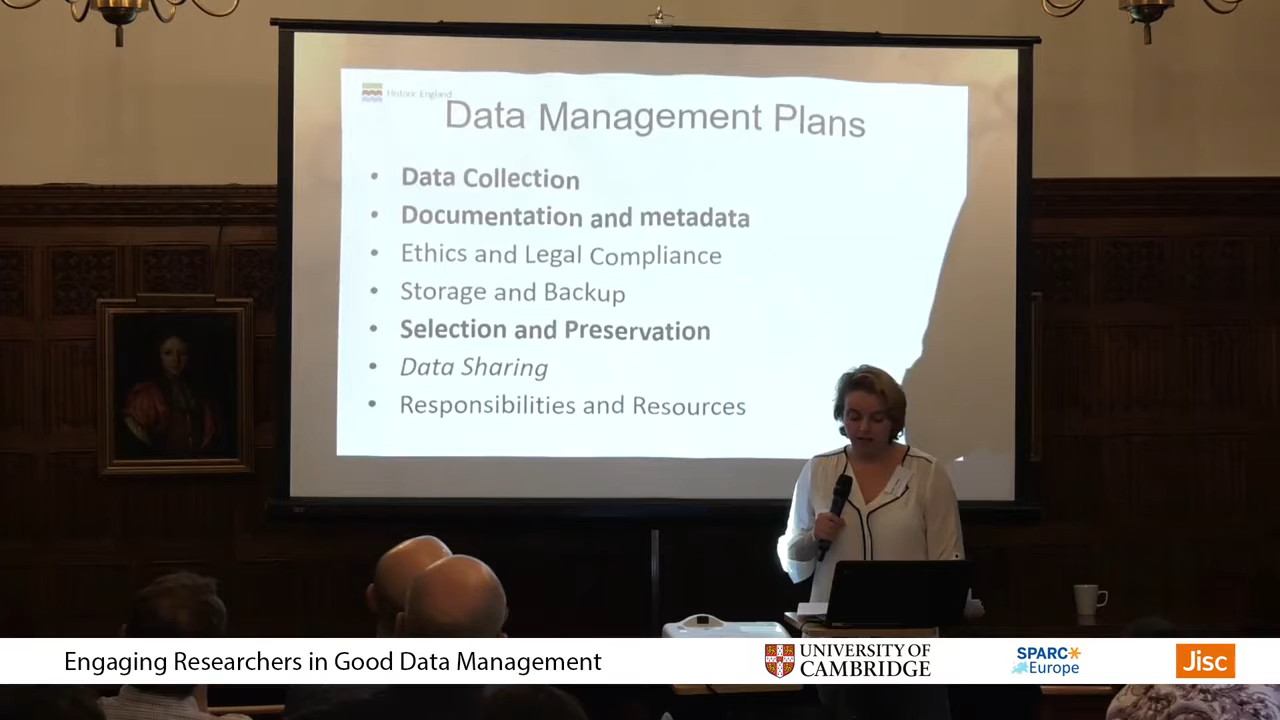 Historic England
Data Management Plans
• Data Collection
• Documentation and metadata
• Ethics and Legal Compliance
• Storage and Backup
• Selection and Preservation
• Data Sharing
• Responsibilities and Resources
Engaging Researchers in Good Data Management
UNIVERSITY OF
CAMBRIDGE
SPARC
Europe
Jisc